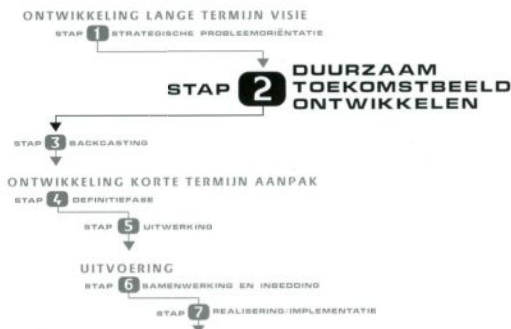 ONTWIKKELING LANGE TERMIJN VISIE
STAP 1 STRATEGISCHE PROBLEEMORIËNTATIE
STAP 2 DUURZAAM
TOEKOMSTBEELD
ONTWIKKELEN
STAP 3 BACKCASTING
ONTWIKKELING KORTE TERMIJN AANPAK
STAP 4 DEFINITIEFASE
STAP 5 UITWERKING
UITVOERING
STAP 6 SAMENWERKING EN INBEDDING
STAP 7 REALISERING/IMPLEMENTATIE